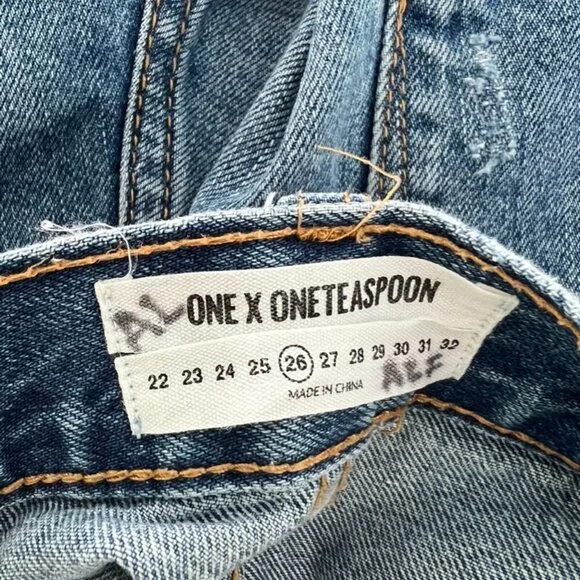 AL ONE X ONETEASPOON
22 23 24 25 26 27 28 29 30 31 32
MADE IN CHINA ALF